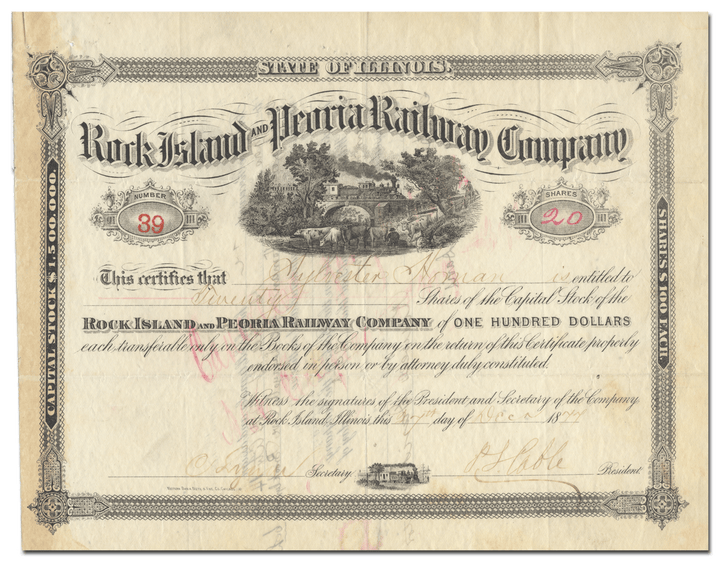 STATE OF ILLINOIS.
Rock Island AND Peoria Railway Company
NUMBER
39
SHARES
20
CAPITAL STOCK $1,500,000.
SHARES $100 EACH.
This certifies that Sylvester is entitled to
Twenty Shares of the Capital Stock of the
ROCK ISLAND AND PEORIA RAILWAY COMPANY of ONE HUNDRED DOLLARS
each, transferable only on the Books of the Company on the return of this Certificate properly
endorsed in person or by attorney duly constituted.
Witness the signatures of the President and Secretary of the Company
at Rock Island, Illinois this day of 18
Secretary. President.